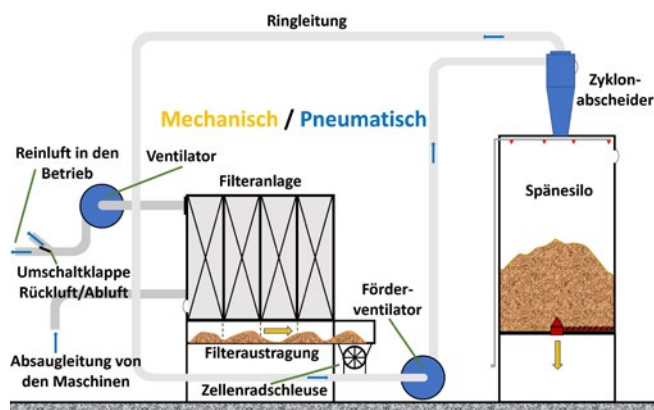 Ringleitung
Zyklon-
abscheider
Mechanisch / Pneumatisch
Reinluft in den
Betrieb
Ventilator
Filteranlage
Spänesilo
Umschaltklappe
Rückluft/Abluft
Förder-
ventilator
Absaugleitung von
den Maschinen
Filteraustragung
Zellenradschleuse